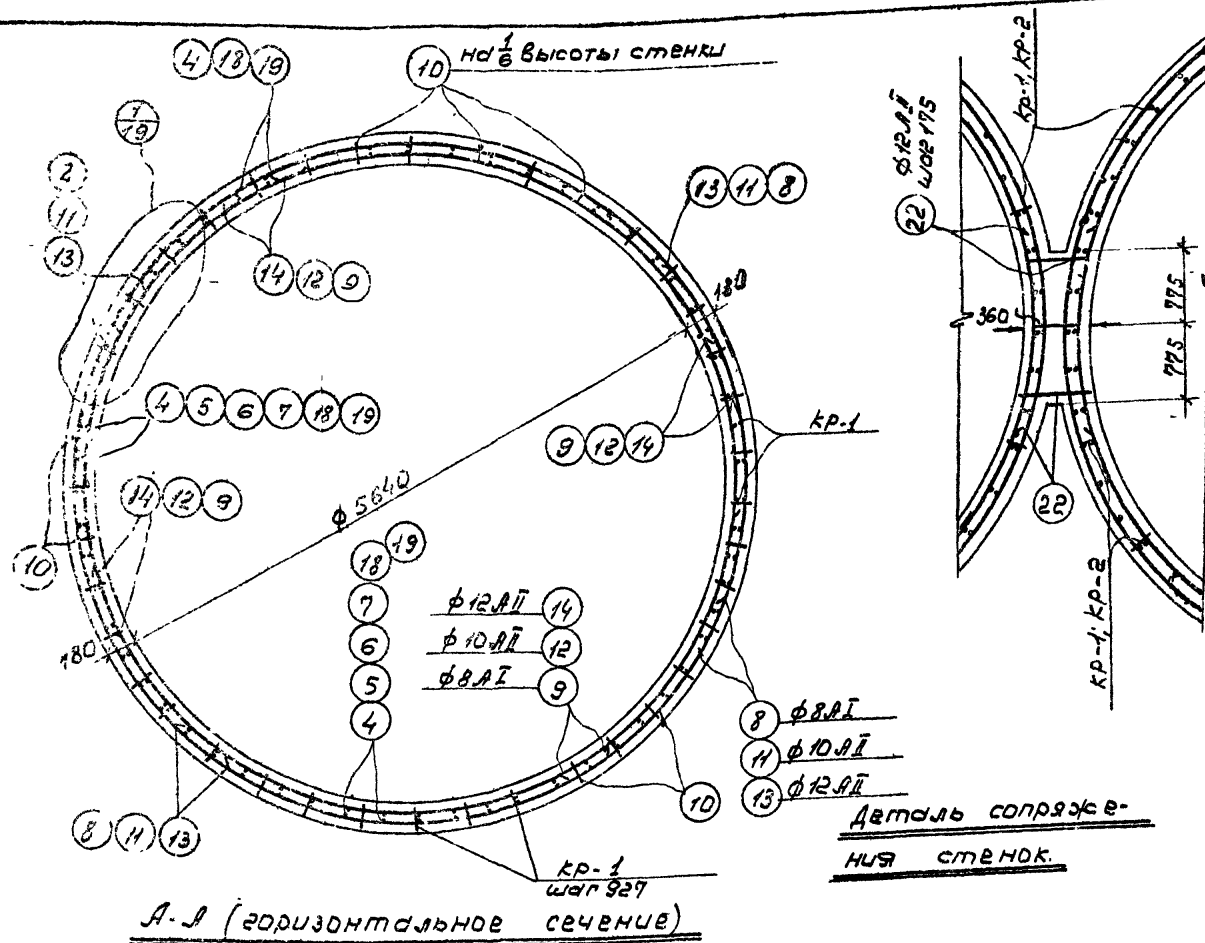 4 18 19
10 на 1/6 высоты стенки
1/19
2
11
13
14 12 9
13 11 8
180
4 5 6 7 18 19
9 12 14
кр-1
14 12 9
ф 5640
10
18 19
7
6
5
4
ф12АII 14
ф10АII 12
ф8АI 9
180
8 ф8АI
11 ф10АII
13 ф12АII
10
8 11 13
кр-1
шаг 927
А-А (горизонтальное сечение)
кр-1, кр-2
ф12АII
шаг 175
22
360
775
775
22
кр-1; кр-2
Деталь сопряже-
ния стенок.